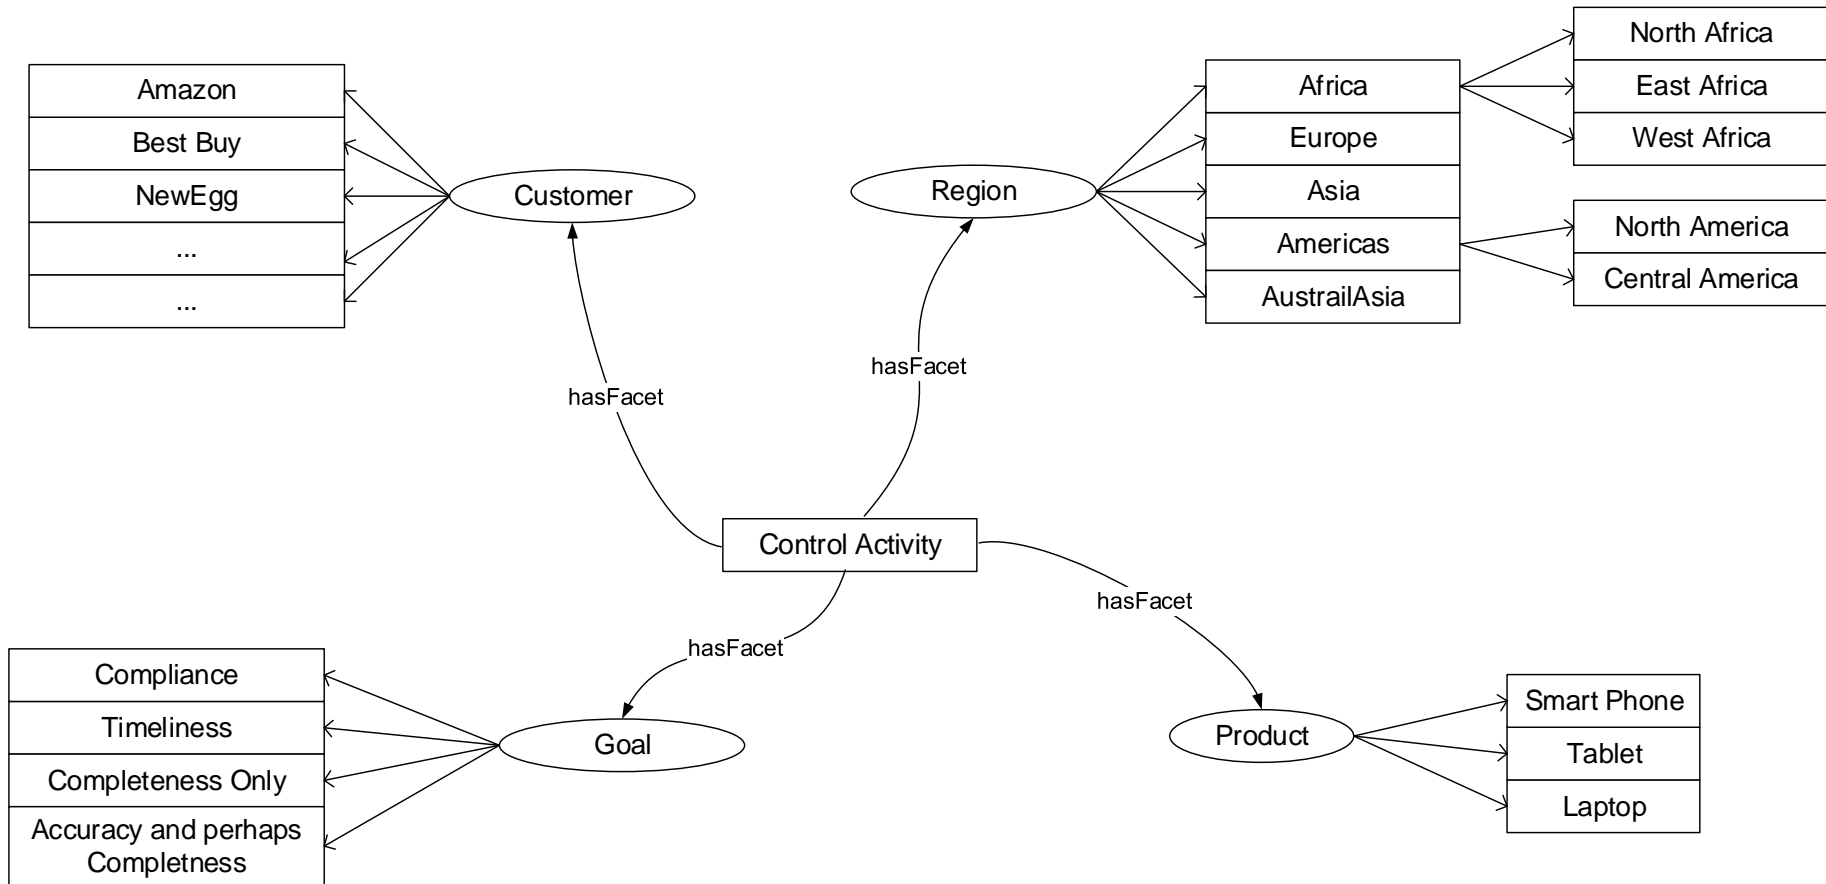 Amazon
Best Buy
NewEgg
...
...
Customer
Region
Africa
Europe
Asia
Americas
AustrailAsia
North Africa
East Africa
West Africa
North America
Central America
hasFacet
hasFacet
Control Activity
hasFacet
hasFacet
Compliance
Timeliness
Completeness Only
Accuracy and perhaps
Completness
Goal
Product
Smart Phone
Tablet
Laptop